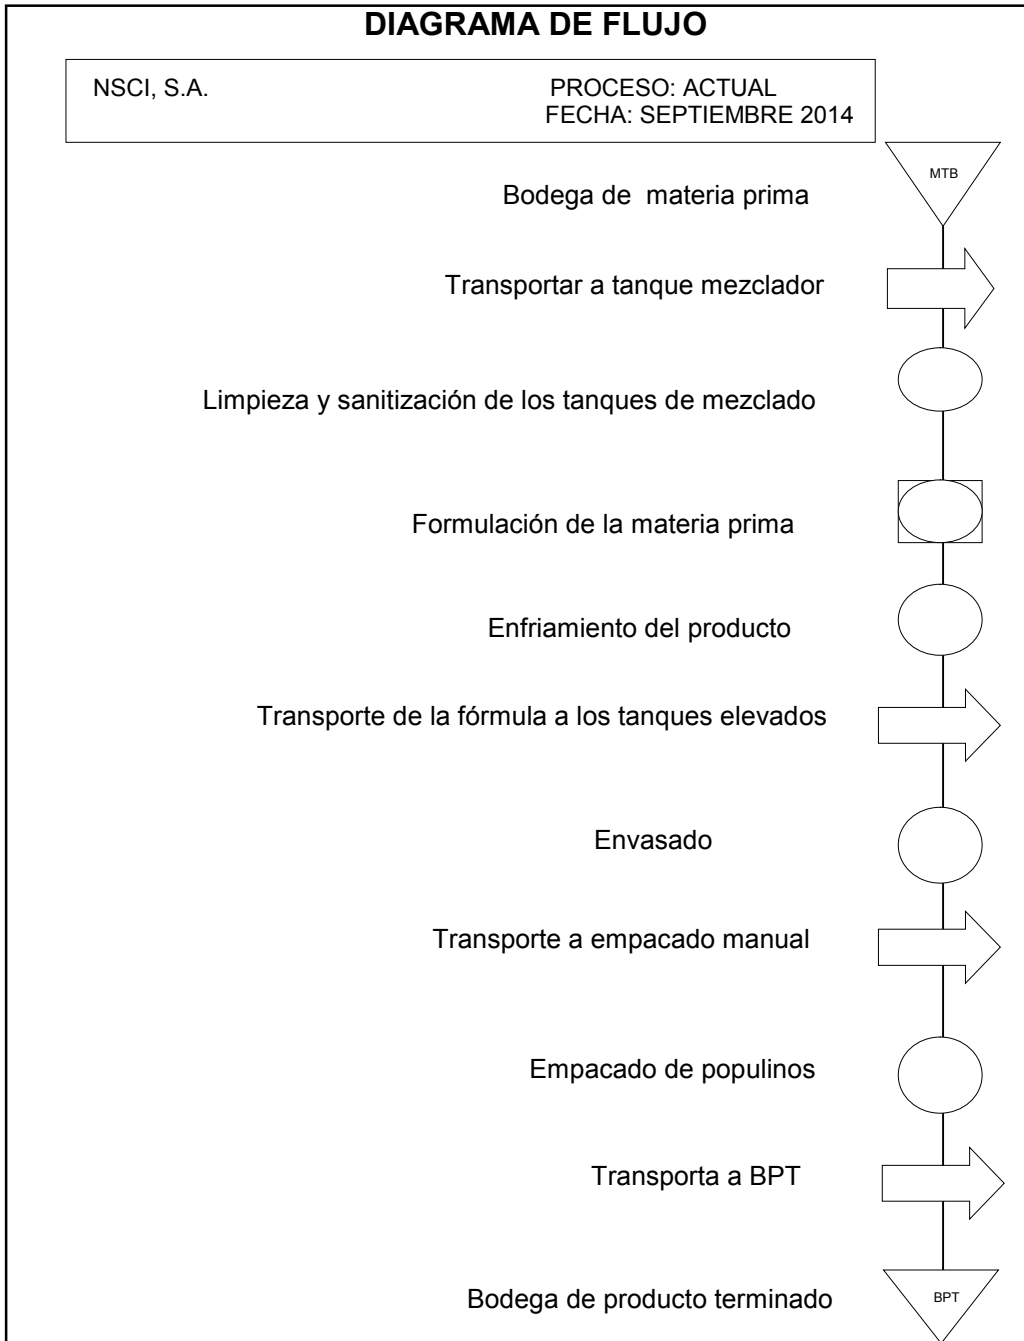 DIAGRAMA DE FLUJO
NSCI, S.A. PROCESO: ACTUAL
FECHA: SEPTIEMBRE 2014
MTB
Bodega de materia prima
Transportar a tanque mezclador
Limpieza y sanitización de los tanques de mezclado
Formulación de la materia prima
Enfriamiento del producto
Transporte de la fórmula a los tanques elevados
Envasado
Transporte a empacado manual
Empacado de populinos
Transporta a BPT
Bodega de producto terminado
BPT